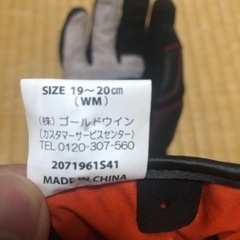 SIZE 19～20cm
(WM)
(株)ゴールドウイン
(カスタマーサービスセンター)
TEL 0120-307-560
2071961S41
MADE IN CHINA